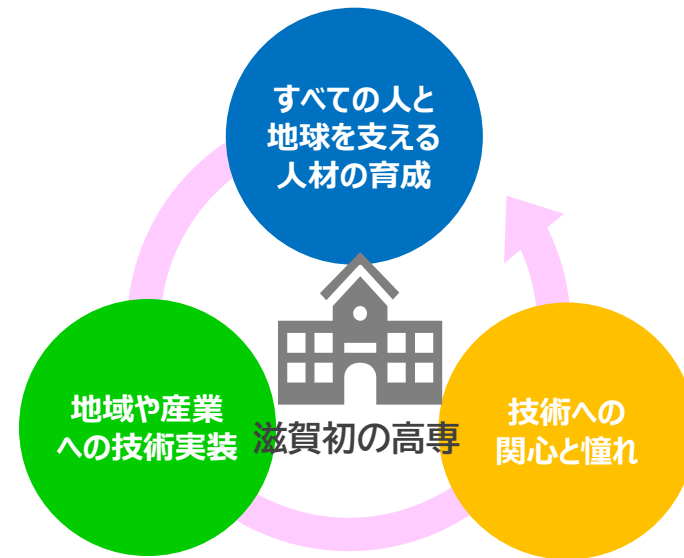 すべての人と
地球を支える
人材の育成
地域や産業
への技術実装
滋賀初の高専
技術への
関心と憧れ